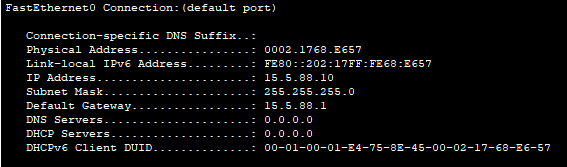 FastEthernet0 Connection:(default port)
Connection-specific DNS Suffix..:
Physical Address................: 0002.1768.E657
Link-local IPv6 Address.........: FE80::202:17FF:FE68:E657
IP Address......................: 15.5.88.10
Subnet Mask.....................: 255.255.255.0
Default Gateway.................: 15.5.88.1
DNS Servers.....................: 0.0.0.0
DHCP Servers....................: 0.0.0.0
DHCPv6 Client DUID..............: 00-01-00-01-E4-75-8E-45-00-02-17-68-E6-57